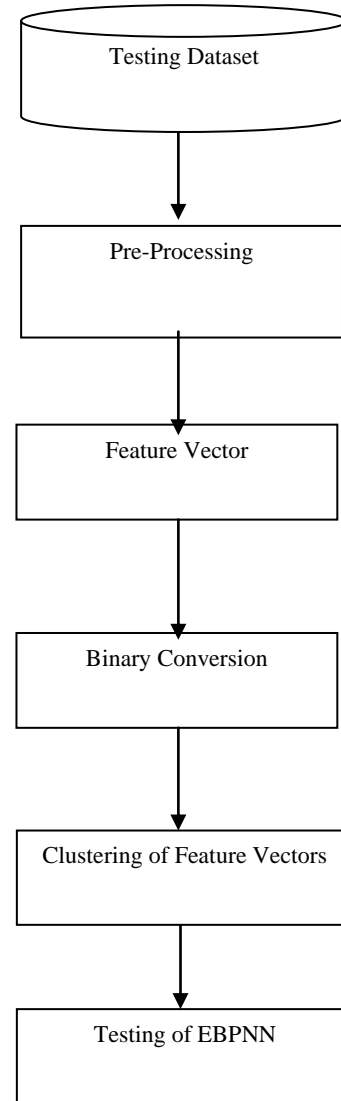 Testing Dataset
Pre-Processing
Feature Vector
Binary Conversion
Clustering of Feature Vectors
Testing of EBPNN